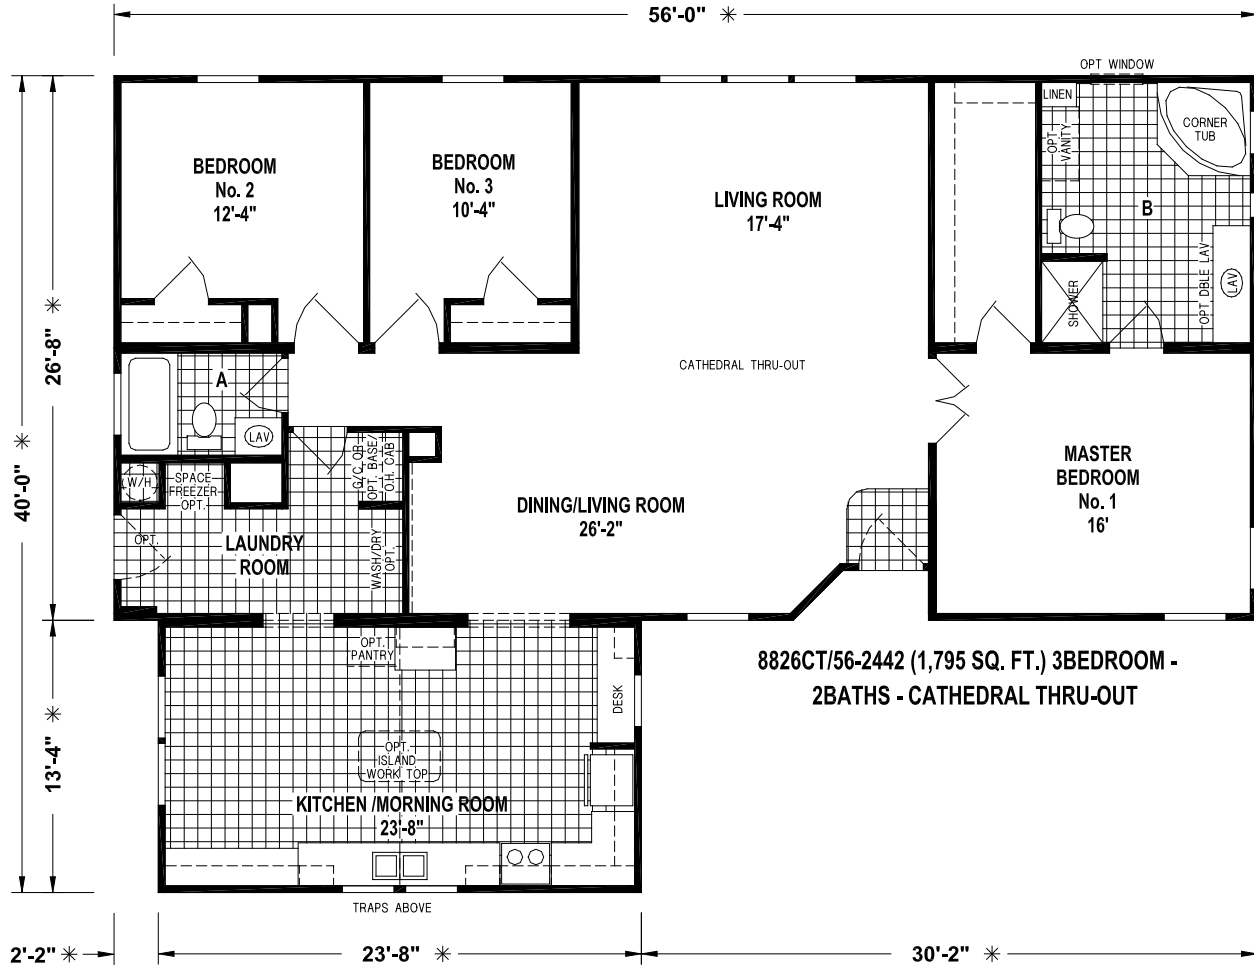 56'-0" ✳
OPT WINDOW
LINEN
CORNER
TUB
OPT
VANITY
BEDROOM
No. 2
12'-4"
BEDROOM
No. 3
10'-4"
LIVING ROOM
17'-4"
B
OPT DBLE LAV
LAV
SHOWER
26'-8" ✳
40'-0" ✳
A
LAV
CATHEDRAL THRU-OUT
G/C OR
OPT. BASE/
O.H. CAB
W/H
SPACE
FREEZER
OPT.
MASTER
BEDROOM
No. 1
16'
DINING/LIVING ROOM
26'-2"
OPT.
LAUNDRY
ROOM
WASH/DRY
OPT.
OPT.
PANTRY
DESK
8826CT/56-2442 (1,795 SQ. FT.) 3BEDROOM -
2BATHS - CATHEDRAL THRU-OUT
13'-4" ✳
OPT.
ISLAND
WORK TOP
KITCHEN /MORNING ROOM
23'-8"
TRAPS ABOVE
2'-2" ✳
23'-8" ✳
30'-2" ✳